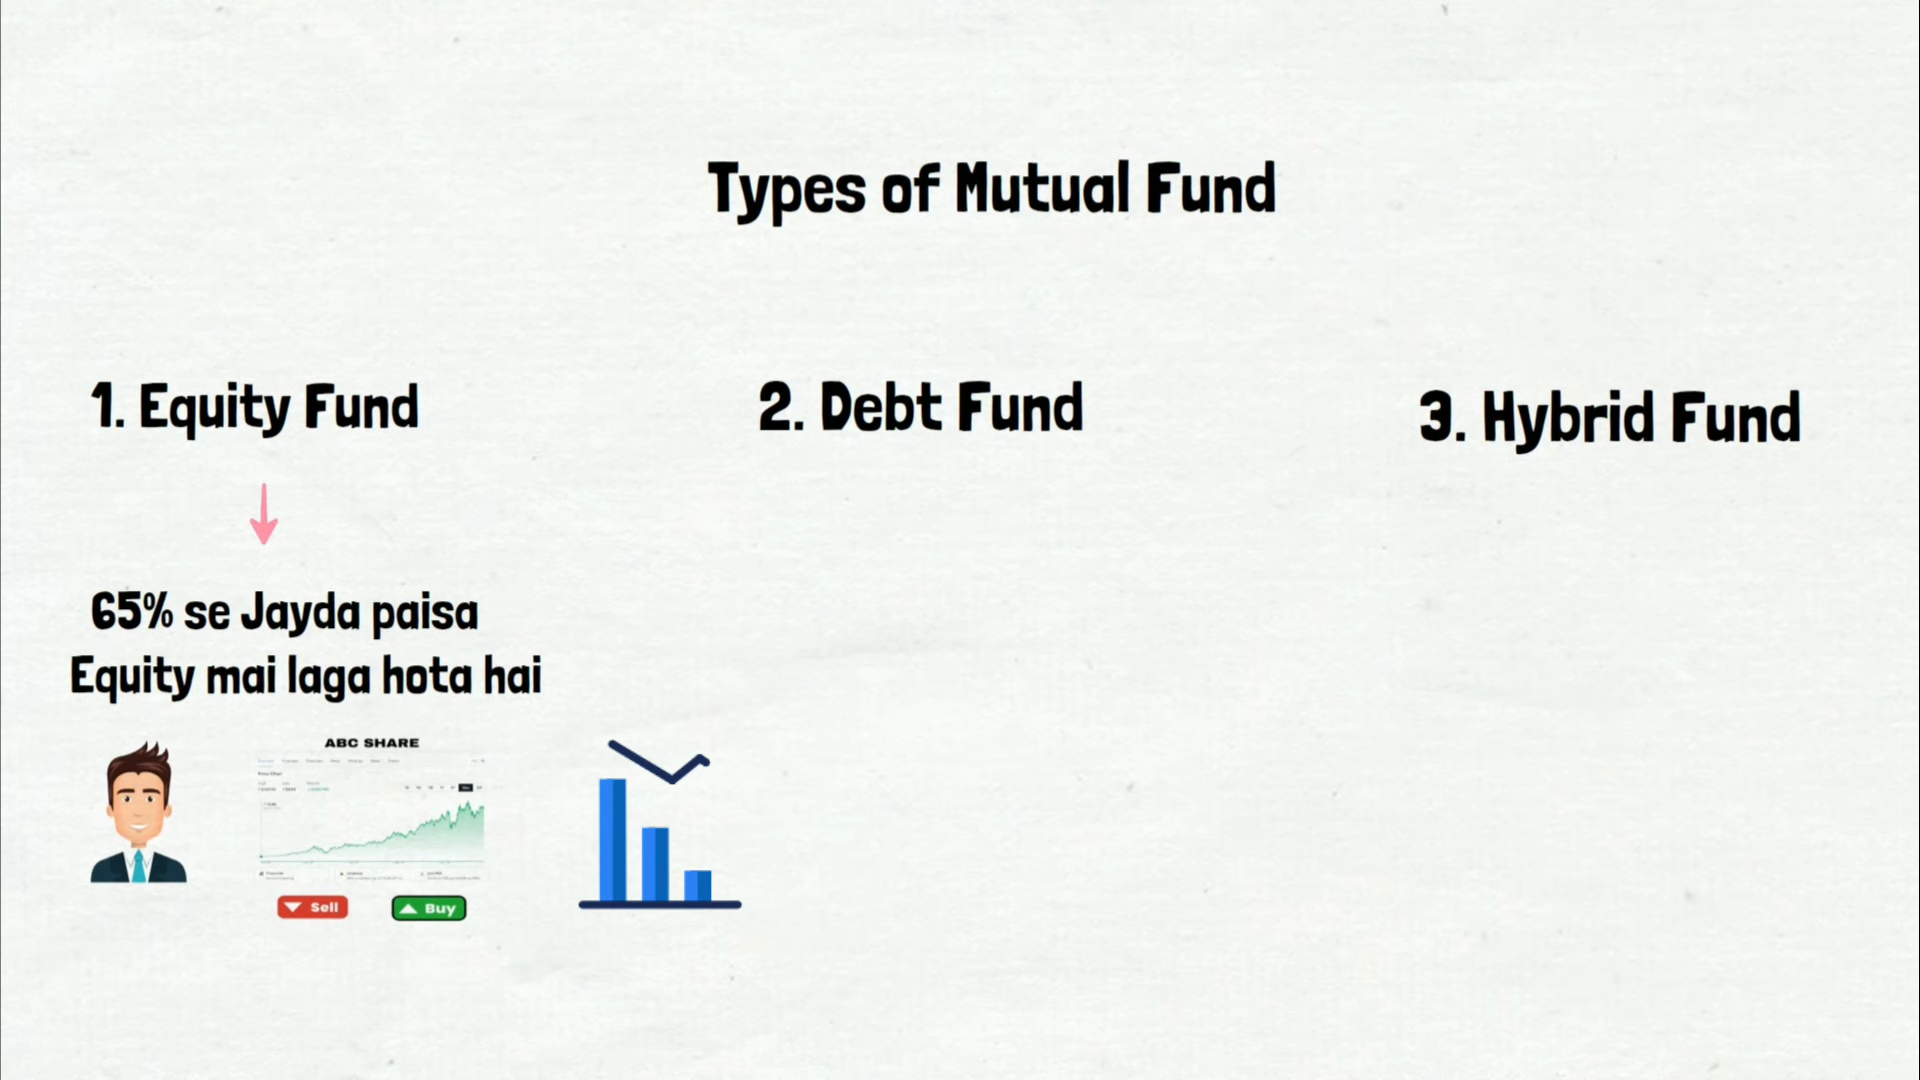 Types of Mutual Fund
1. Equity Fund
2. Debt Fund
3. Hybrid Fund
65% se Jayda paisa
Equity mai laga hota hai
ABC SHARE
Sell
Buy